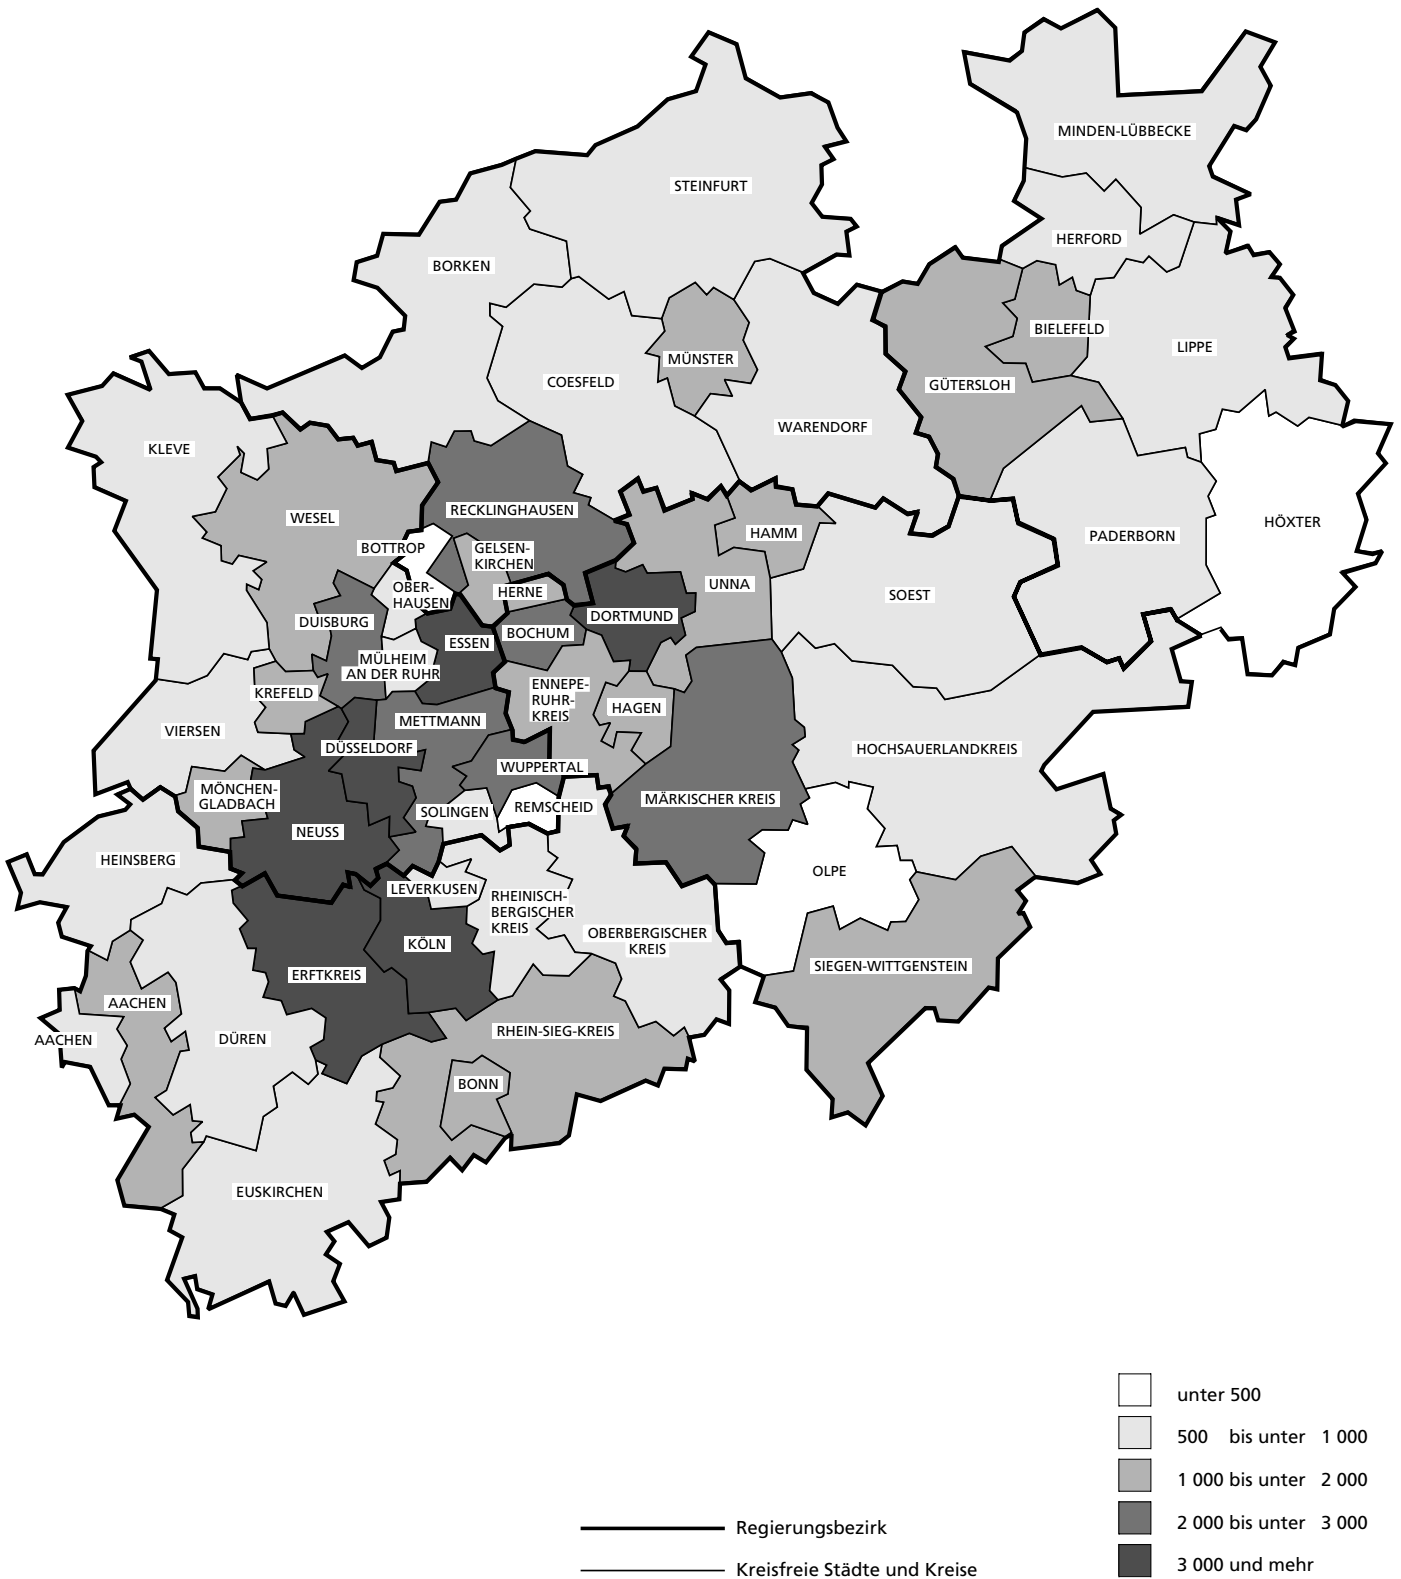 MINDEN-LÜBBECKE
STEINFURT
HERFORD
BORKEN
BIELEFELD
LIPPE
MÜNSTER
COESFELD
GÜTERSLOH
WARENDORF
KLEVE
RECKLINGHAUSEN
WESEL
HÖXTER
HAMM
PADERBORN
BOTTROP
GELSEN-
KIRCHEN
UNNA
OBER-
HAUSEN
HERNE
SOEST
DORTMUND
DUISBURG
BOCHUM
ESSEN
MÜLHEIM
AN DER RUHR
KREFELD
ENNEPE-
RUHR-
KREIS
HAGEN
METTMANN
VIERSEN
DÜSSELDORF
HOCHSAUERLANDKREIS
WUPPERTAL
MÖNCHEN-
GLADBACH
MÄRKISCHER KREIS
REMSCHEID
SOLINGEN
NEUSS
HEINSBERG
OLPE
LEVERKUSEN
RHEINISCH-
BERGISCHER
KREIS
OBERBERGISCHER
KREIS
KÖLN
SIEGEN-WITTGENSTEIN
ERFTKREIS
AACHEN
RHEIN-SIEG-KREIS
AACHEN
DÜREN
BONN
EUSKIRCHEN
unter 500
500 bis unter 1 000
1 000 bis unter 2 000
2 000 bis unter 3 000
3 000 und mehr
Regierungsbezirk
Kreisfreie Städte und Kreise